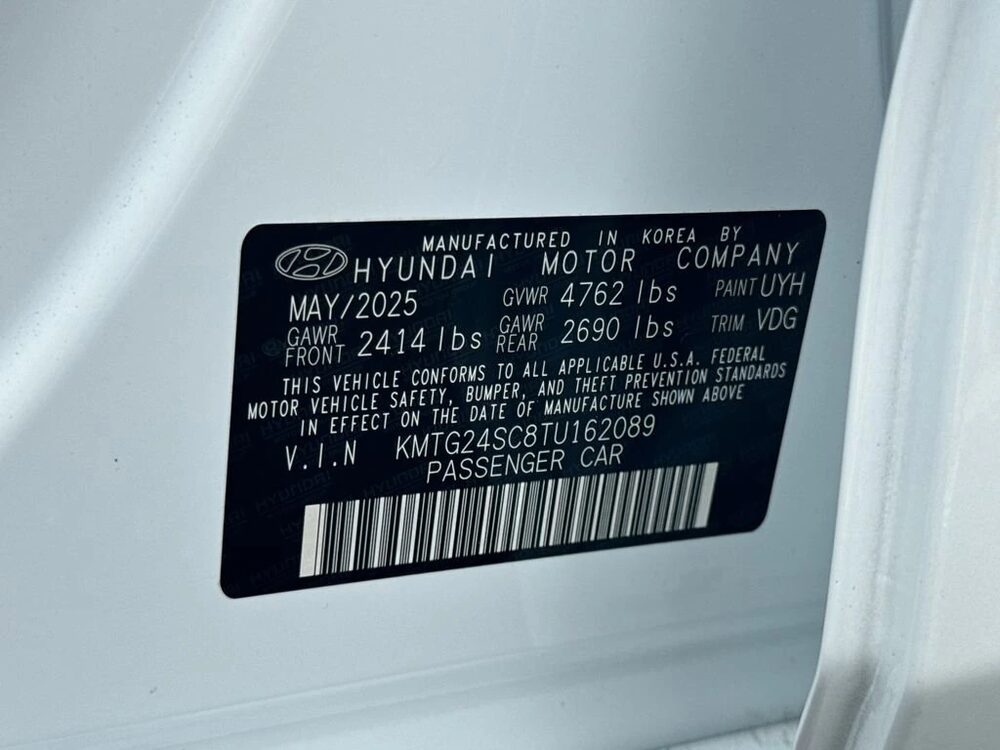 MANUFACTURED IN KOREA BY
HYUNDAI MOTOR COMPANY
MAY/2025 GVWR 4762 lbs PAINT UYH
GAWR FRONT 2414 lbs GAWR REAR 2690 lbs TRIM VDG
THIS VEHICLE CONFORMS TO ALL APPLICABLE U.S.A. FEDERAL
MOTOR VEHICLE SAFETY, BUMPER, AND THEFT PREVENTION STANDARDS
IN EFFECT ON THE DATE OF MANUFACTURE SHOWN ABOVE
V.I.N KMTG24SC8TU162089
PASSENGER CAR